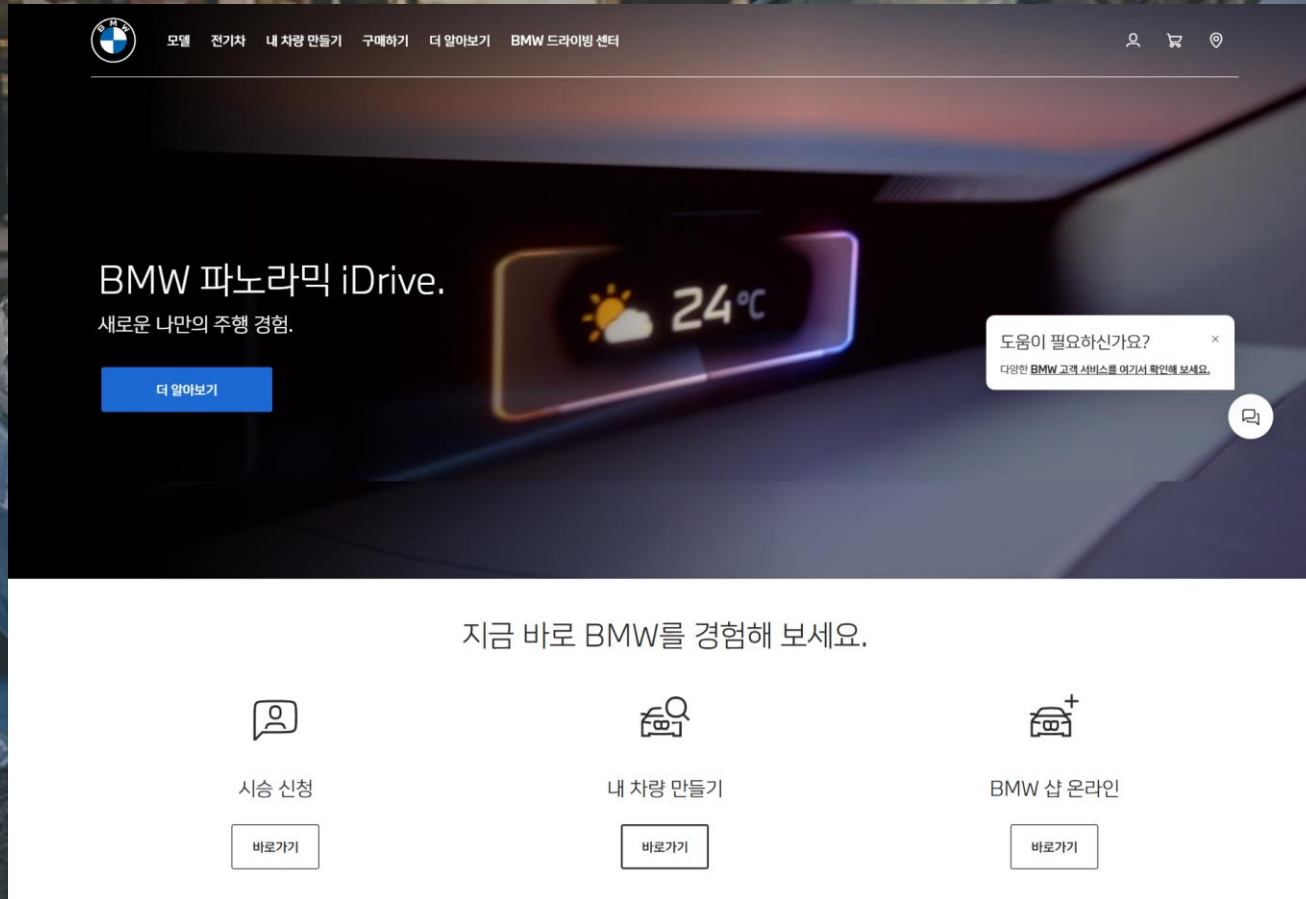 BMW
모델 전기차 내 차량 만들기 구매하기 더 알아보기 BMW 드라이빙 센터
BMW 파노라믹 iDrive.
새로운 나만의 주행 경험.
더 알아보기
24°C
도움이 필요하신가요? ×
다양한 BMW 고객 서비스를 여기서 확인해 보세요.
지금 바로 BMW를 경험해 보세요.
시승 신청 내 차량 만들기 BMW 샵 온라인
바로가기 바로가기 바로가기